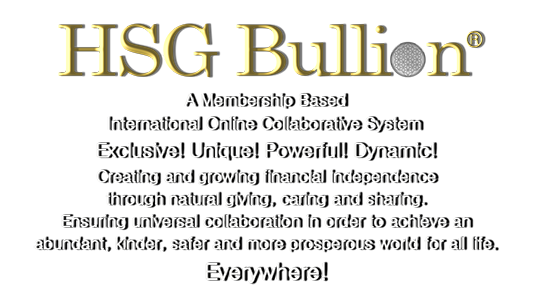 HSG Bullion®
A Membership Based
International Online Collaborative System
Exclusive! Unique! Powerful! Dynamic!
Creating and growing financial independence
through natural giving, caring and sharing.
Ensuring universal collaboration in order to achieve an
abundant, kinder, safer and more prosperous world for all life.
Everywhere!